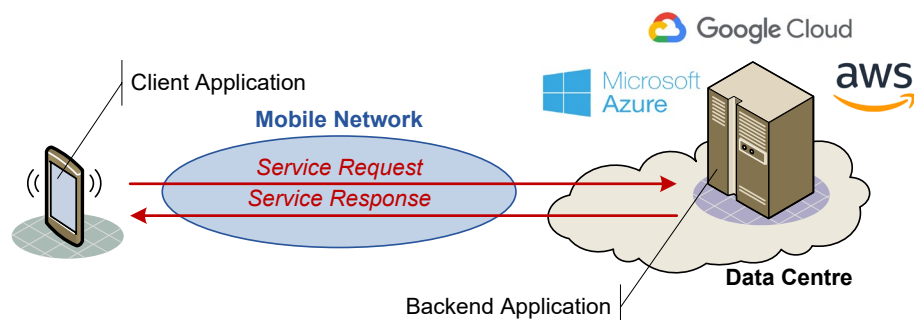 Google Cloud
Client Application
Microsoft
Azure
aws
Mobile Network
Service Request
Service Response
Data Centre
Backend Application